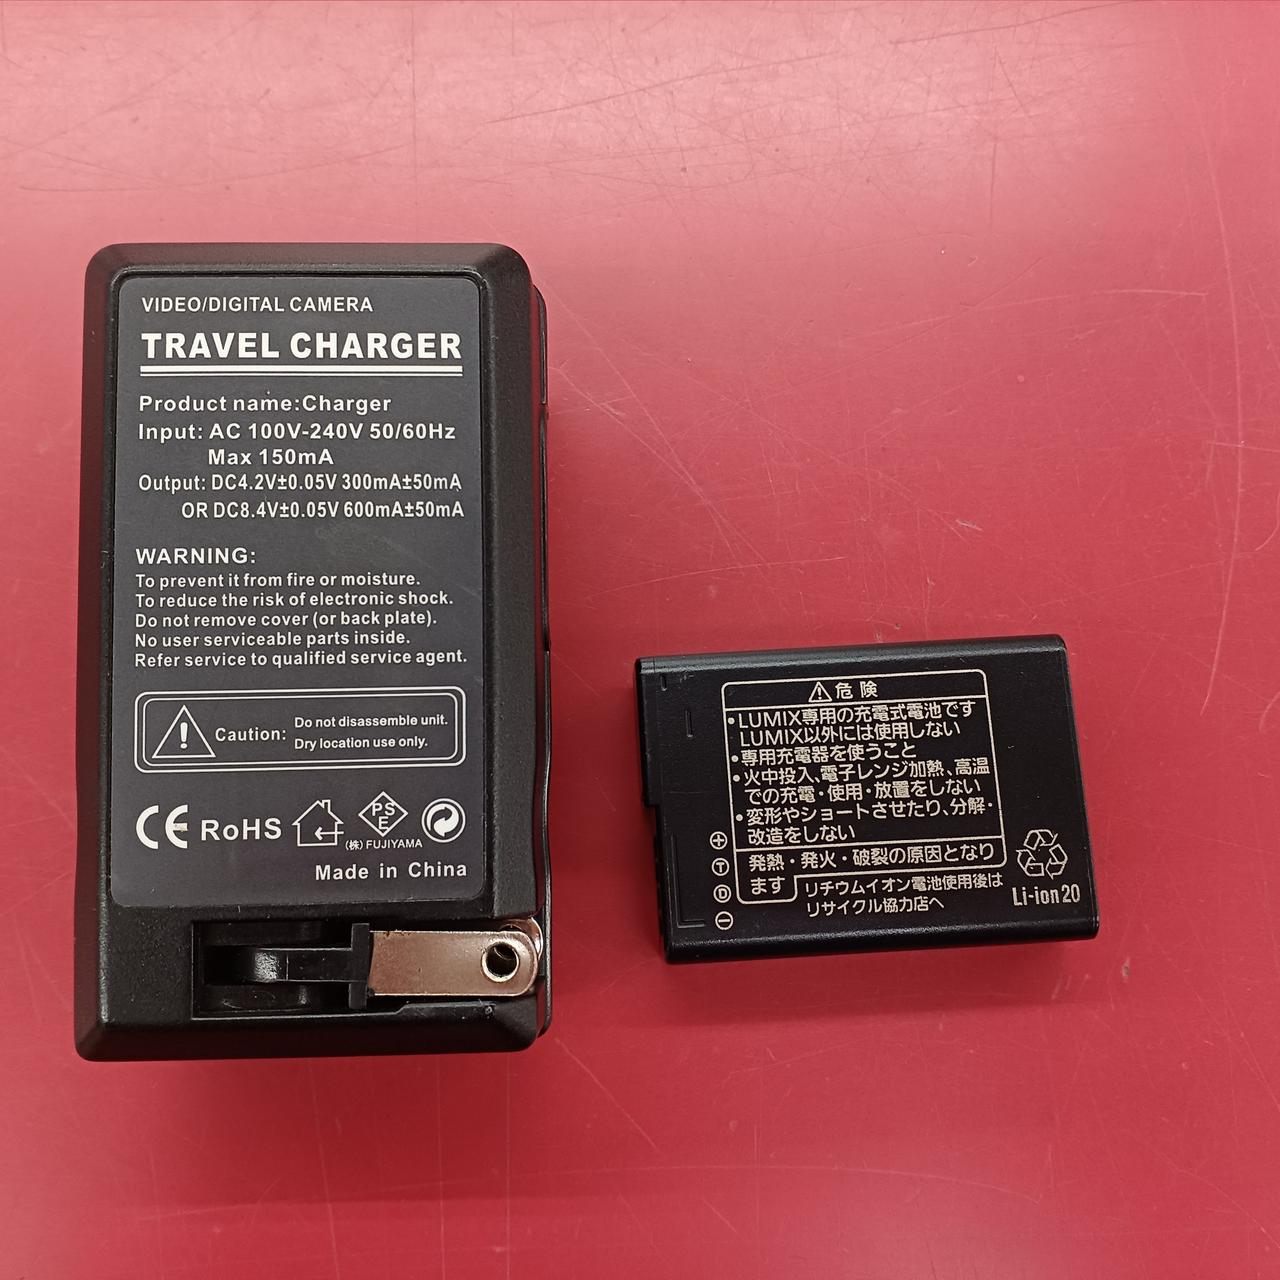 VIDEO/DIGITAL CAMERA
TRAVEL CHARGER
Product name:Charger
Input: AC 100V-240V 50/60Hz
Max 150mA
Output: DC4.2V±0.05V 300mA±50mA
OR DC8.4V±0.05V 600mA±50mA
WARNING:
To prevent it from fire or moisture.
To reduce the risk of electronic shock.
Do not remove cover (or back plate).
No user serviceable parts inside.
Refer service to qualified service agent.
Caution:
Do not disassemble unit.
Dry location use only.
CE RoHS
PS
E
(株) FUJIYAMA
Made in China
危険
•LUMIX専用の充電式電池です
LUMIX以外には使用しない
•専用充電器を使うこと
•火中投入、電子レンジ加熱、高温
での充電・使用・放置をしない
•変形やショートさせたり、分解・
改造をしない
発熱・発火・破裂の原因となり
ます
リチウムイオン電池使用後は
リサイクル協力店へ
+
T
D
−
Li-ion 20